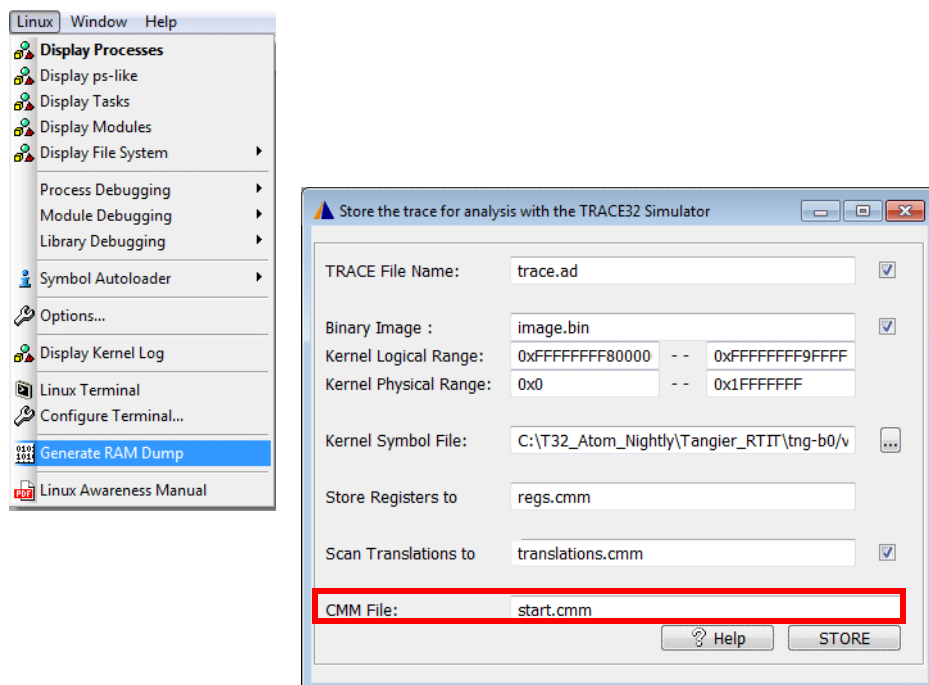 Linux Window Help
Display Processes
Display ps-like
Display Tasks
Display Modules
Display File System
Process Debugging
Module Debugging
Library Debugging
Symbol Autoloader
Options...
Display Kernel Log
Linux Terminal
Configure Terminal...
Generate RAM Dump
Linux Awareness Manual
Store the trace for analysis with the TRACE32 Simulator
TRACE File Name: trace.ad
Binary Image : image.bin
Kernel Logical Range: 0xFFFFFFFF80000 - - 0xFFFFFFFF9FFFF
Kernel Physical Range: 0x0 - - 0x1FFFFFFF
Kernel Symbol File: C:\T32_Atom_Nightly\Tangier_RTIT\tng-b0/v ...
Store Registers to regs.cmm
Scan Translations to translations.cmm
CMM File: start.cmm
? Help STORE